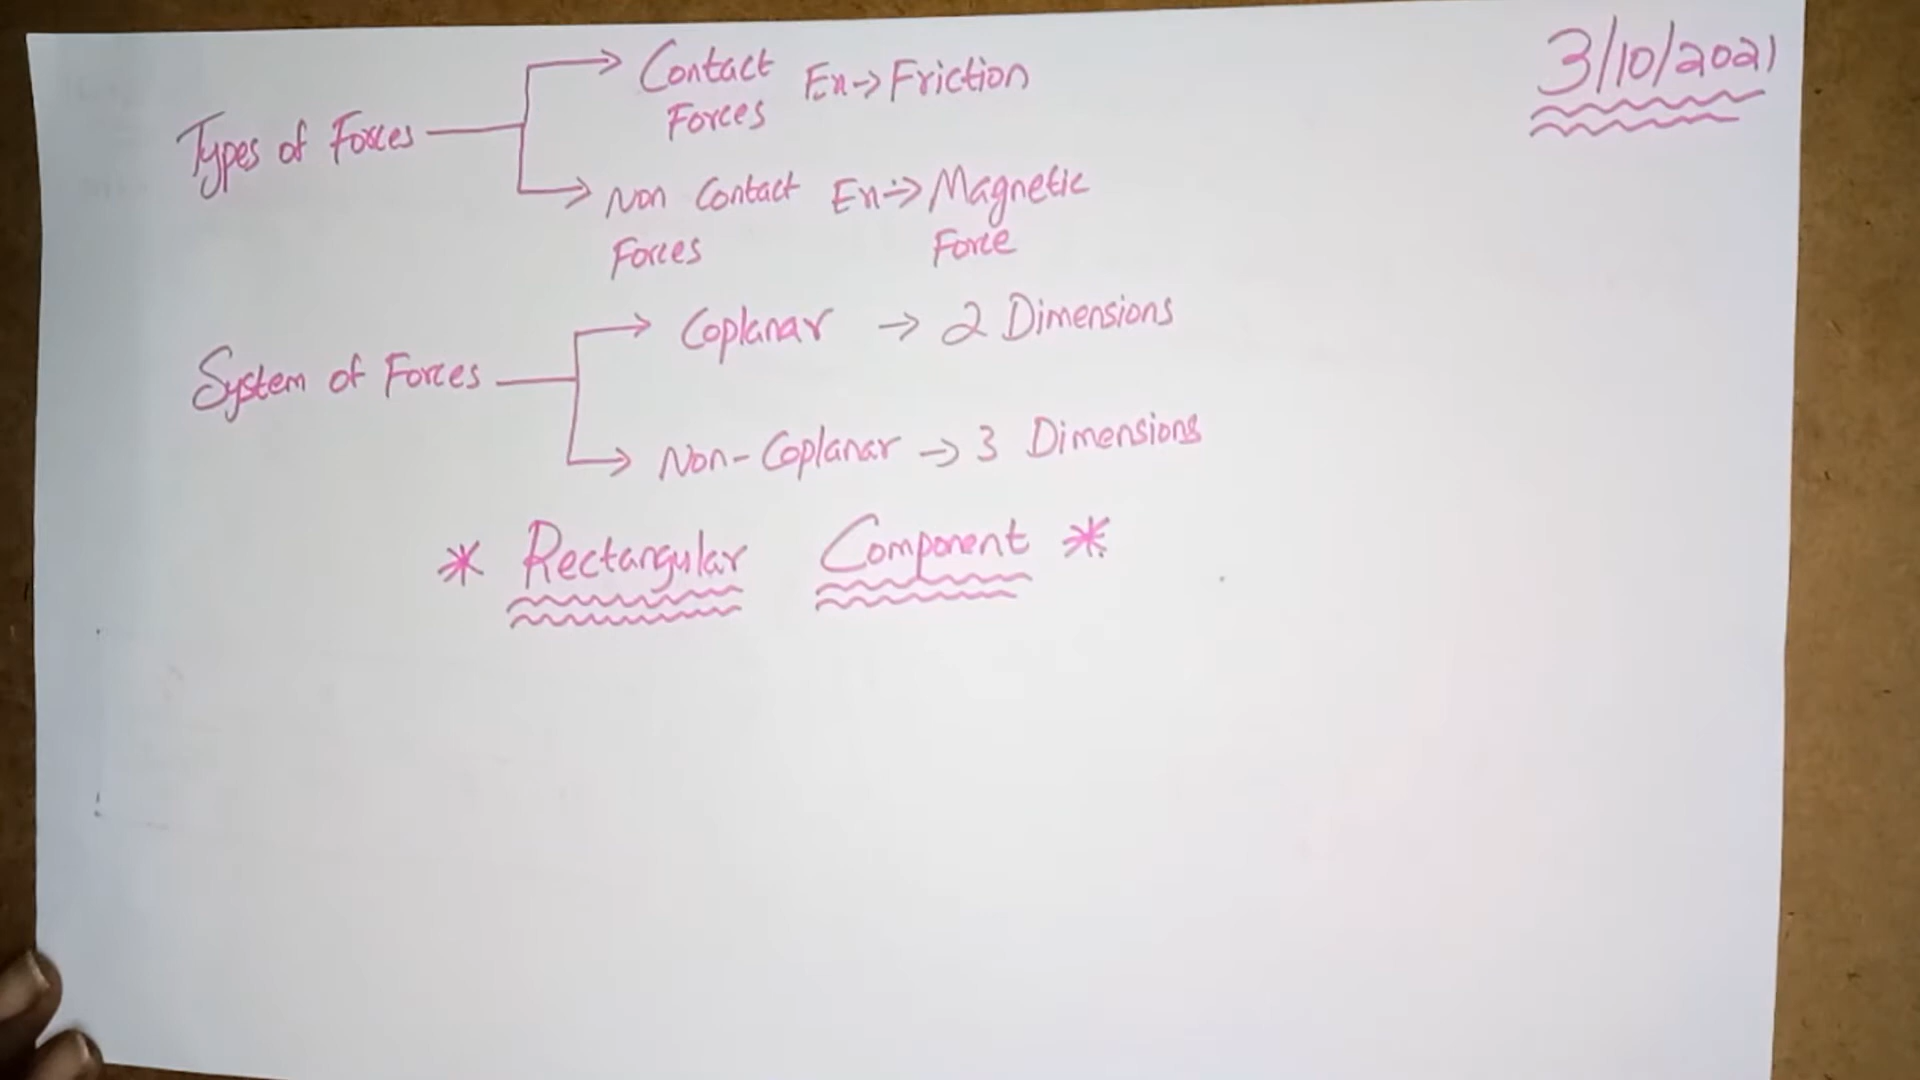 3/10/2021
Contact Ex→ Friction
Forces
Types of Forces
Non Contact Ex→ Magnetic
Forces Force
Coplanar → 2 Dimensions
System of Forces
Non-Coplanar → 3 Dimensions
* Rectangular Component *